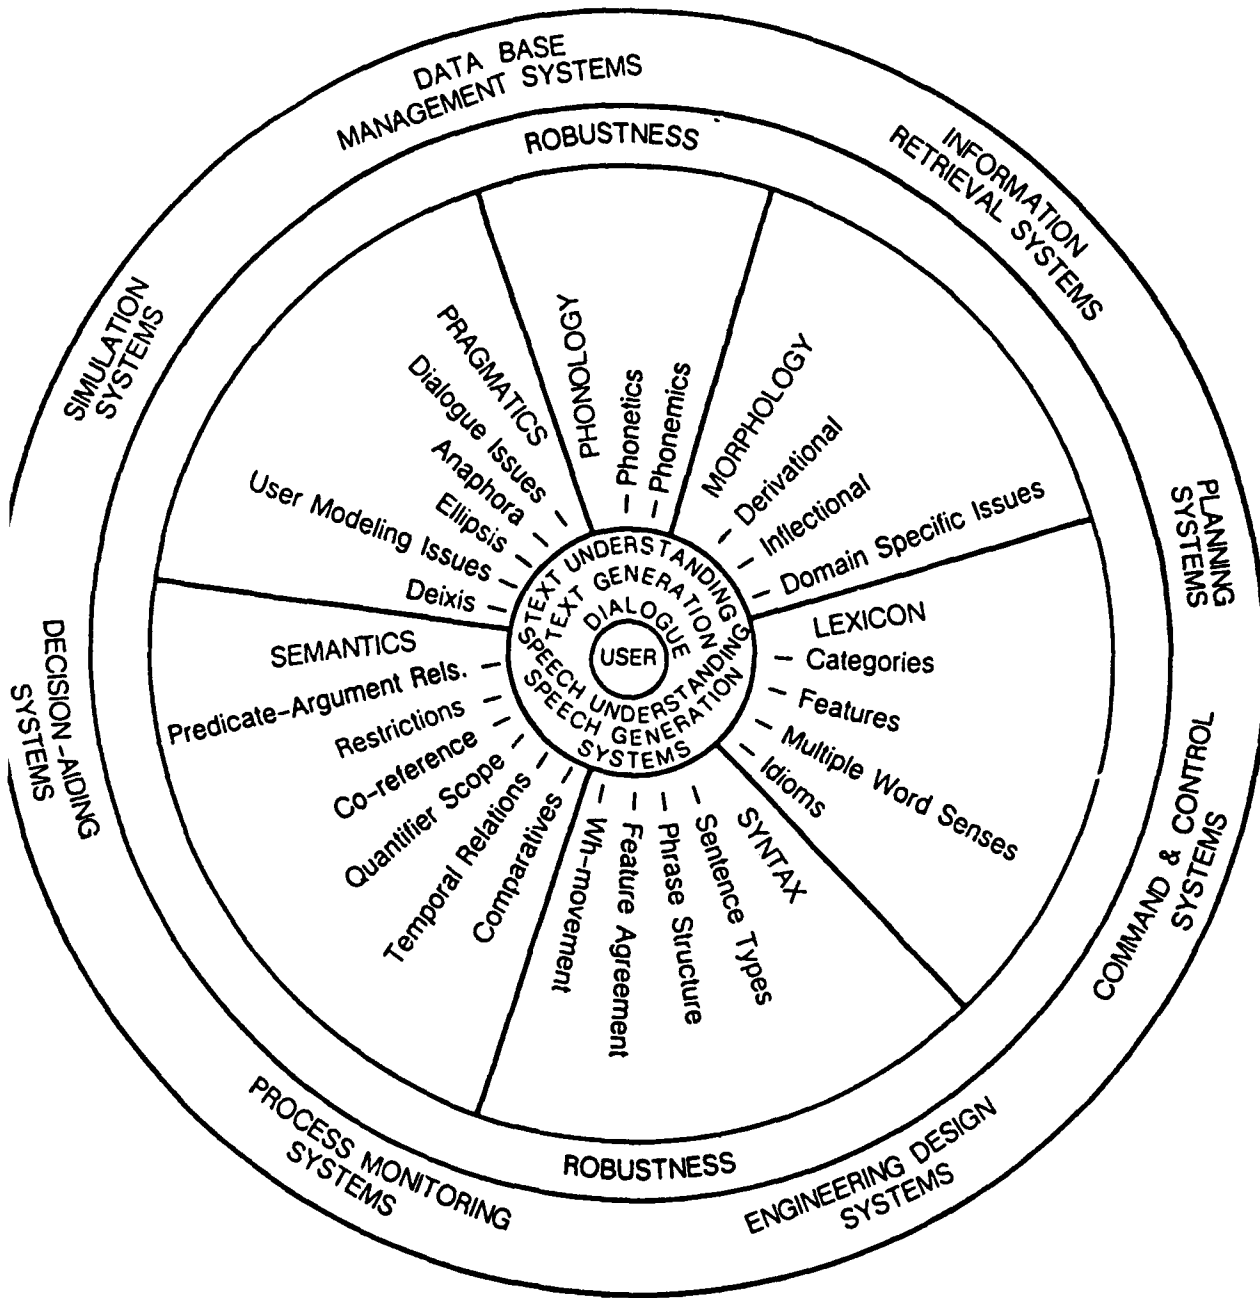 DATA BASE
MANAGEMENT SYSTEMS
INFORMATION
RETRIEVAL SYSTEMS
PLANNING
SYSTEMS
COMMAND & CONTROL
SYSTEMS
ENGINEERING DESIGN
SYSTEMS
PROCESS MONITORING
SYSTEMS
DECISION-AIDING
SYSTEMS
SIMULATION
SYSTEMS
ROBUSTNESS
ROBUSTNESS
PHONOLOGY
– Phonetics
– Phonemics
MORPHOLOGY
– Derivational
– Inflectional
– Domain Specific Issues
LEXICON
– Categories
– Features
– Multiple Word Senses
– Idioms
SYNTAX
– Sentence Types
– Phrase Structure
– Feature Agreement
– Wh-movement
SEMANTICS
Predicate-Argument Rels. –
Restrictions –
Co-reference –
Quantifier Scope –
Temporal Relations –
Comparatives –
PRAGMATICS
Dialogue Issues –
Anaphora –
Ellipsis –
User Modeling Issues –
Deixis –
TEXT UNDERSTANDING
TEXT GENERATION
DIALOGUE
USER
SPEECH UNDERSTANDING
SPEECH GENERATION
SYSTEMS